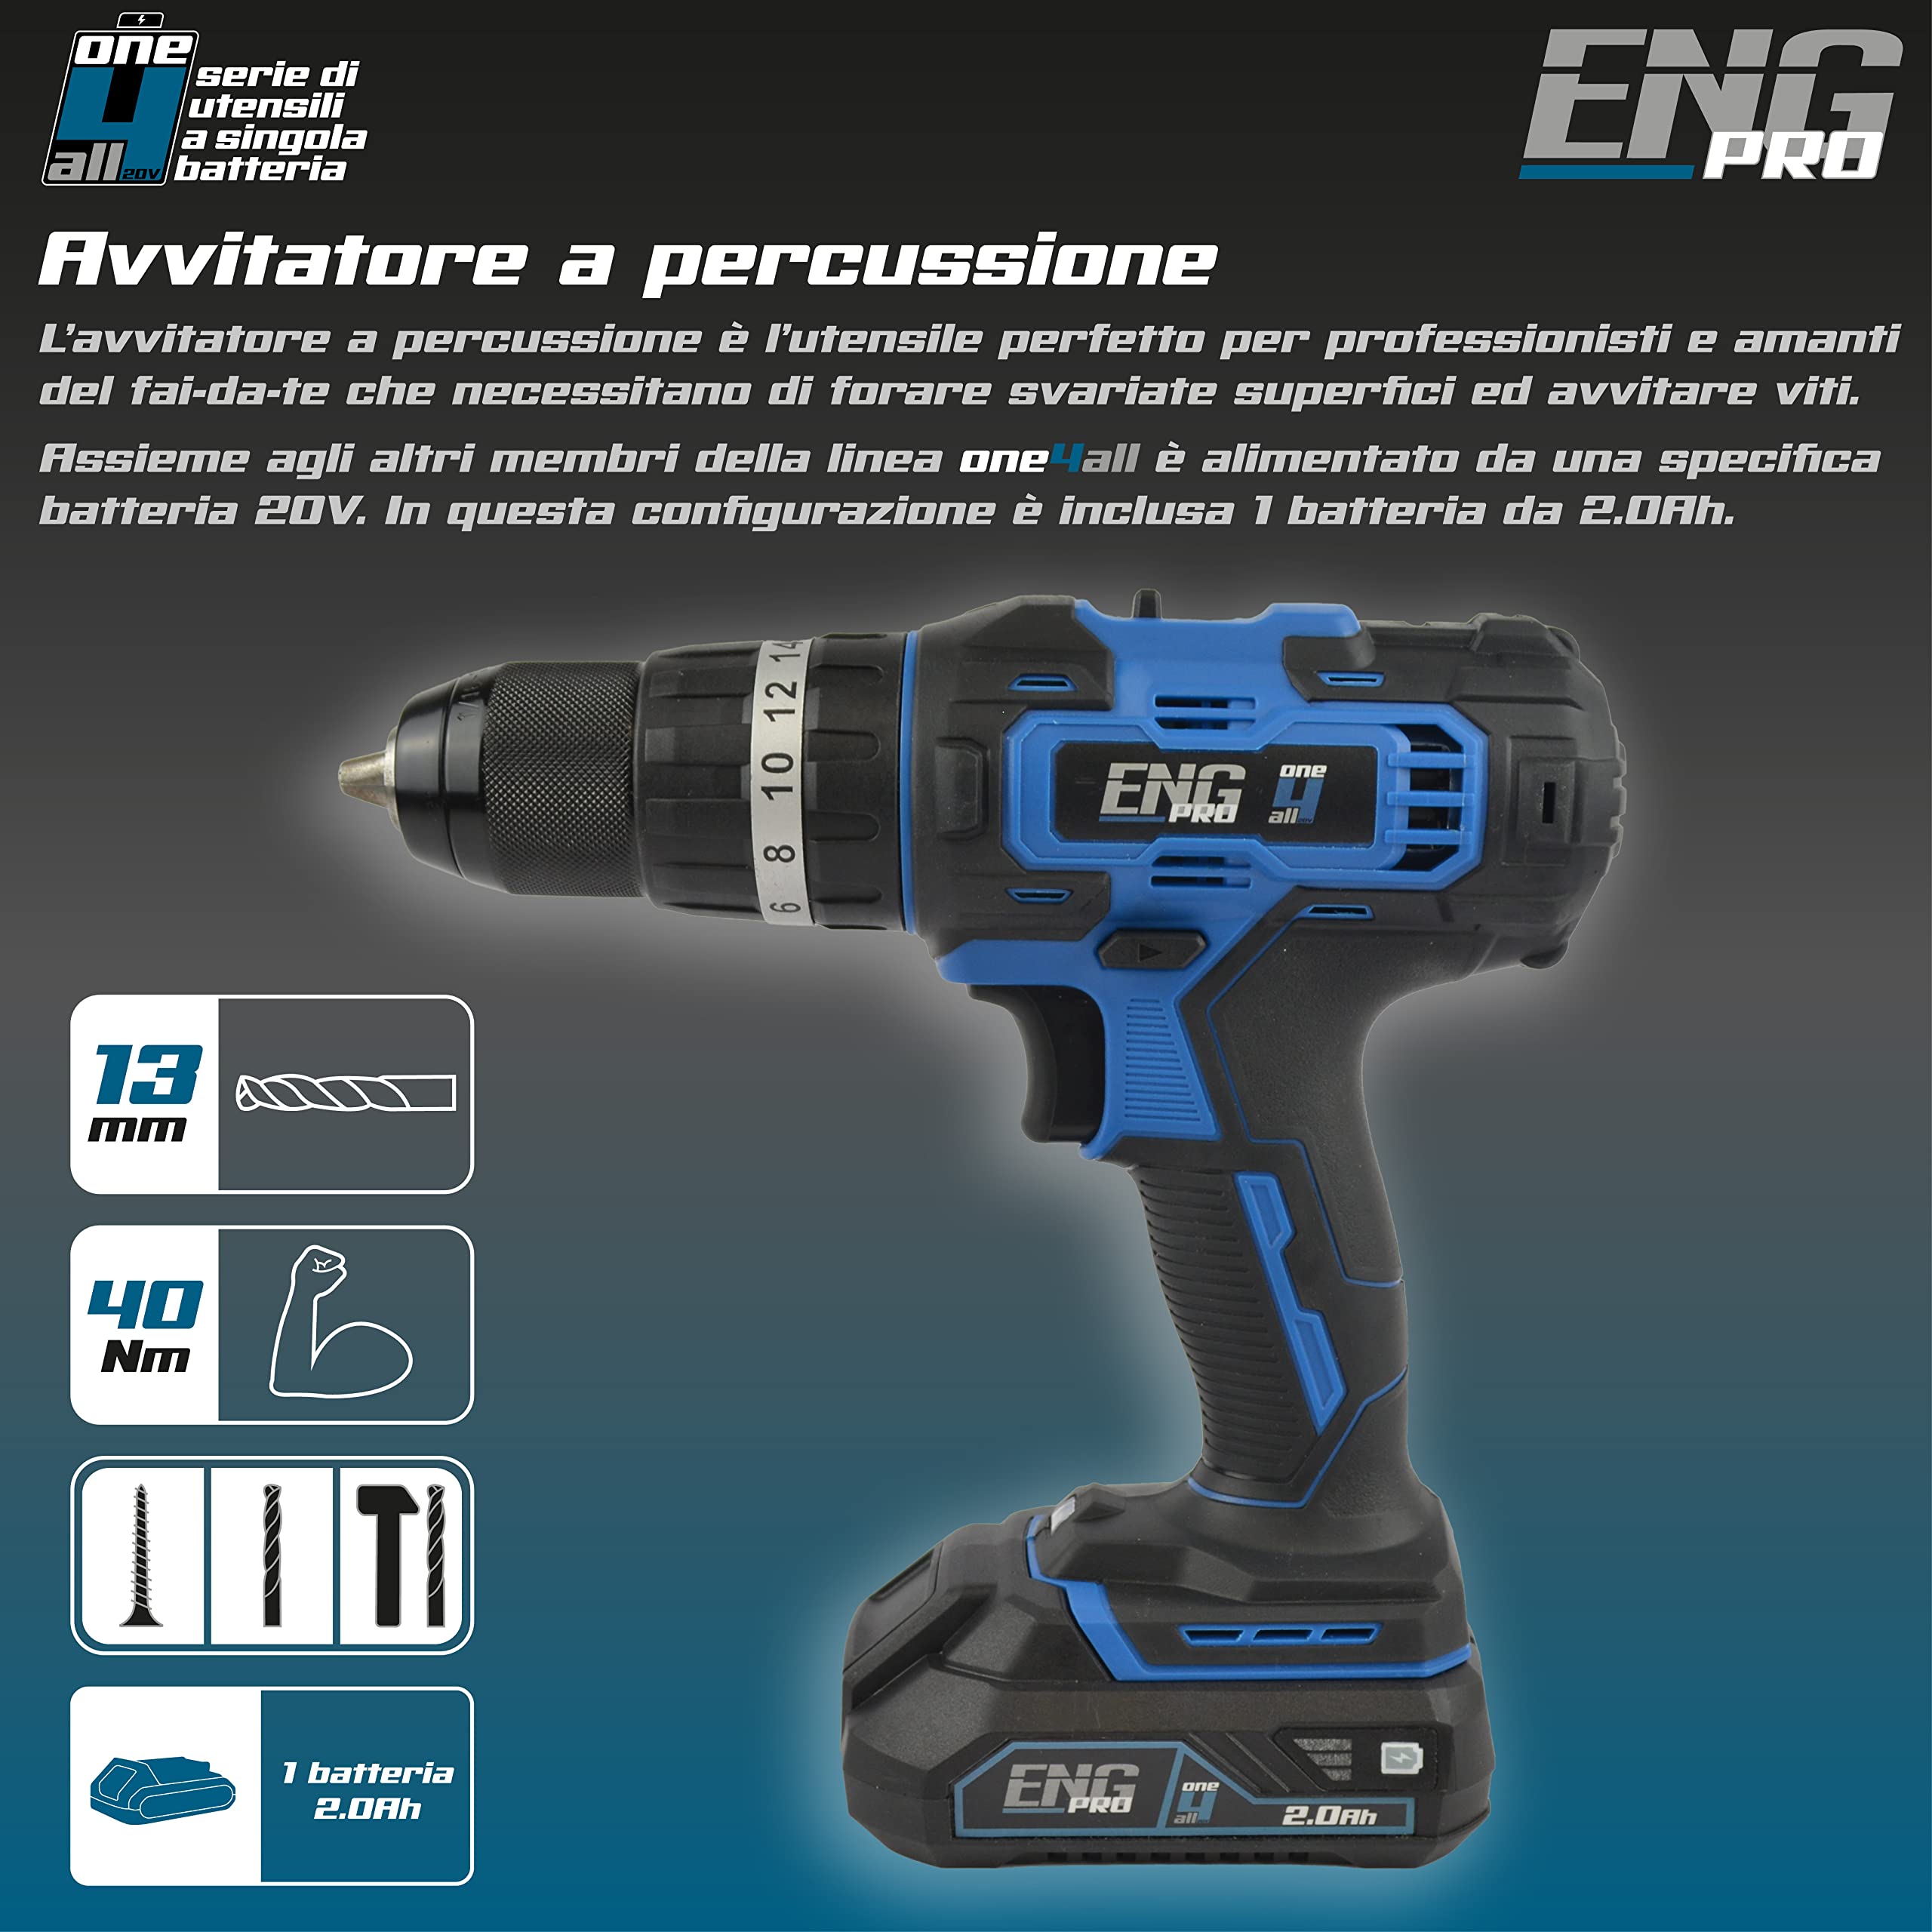 one
4
all 20V
serie di
utensili
a singola
batteria
ENG
PRO
Avvitatore a percussione
L'avvitatore a percussione è l'utensile perfetto per professionisti e amanti
del fai-da-te che necessitano di forare svariate superfici ed avvitare viti.
Assieme agli altri membri della linea one4all è alimentato da una specifica
batteria 20V. In questa configurazione è inclusa 1 batteria da 2.0Ah.
14
12
10
8
6
ENG
PRO
one
4
all
13
mm
40
Nm
1 batteria
2.0Ah
ENG
PRO
one
4
all
2.0Ah